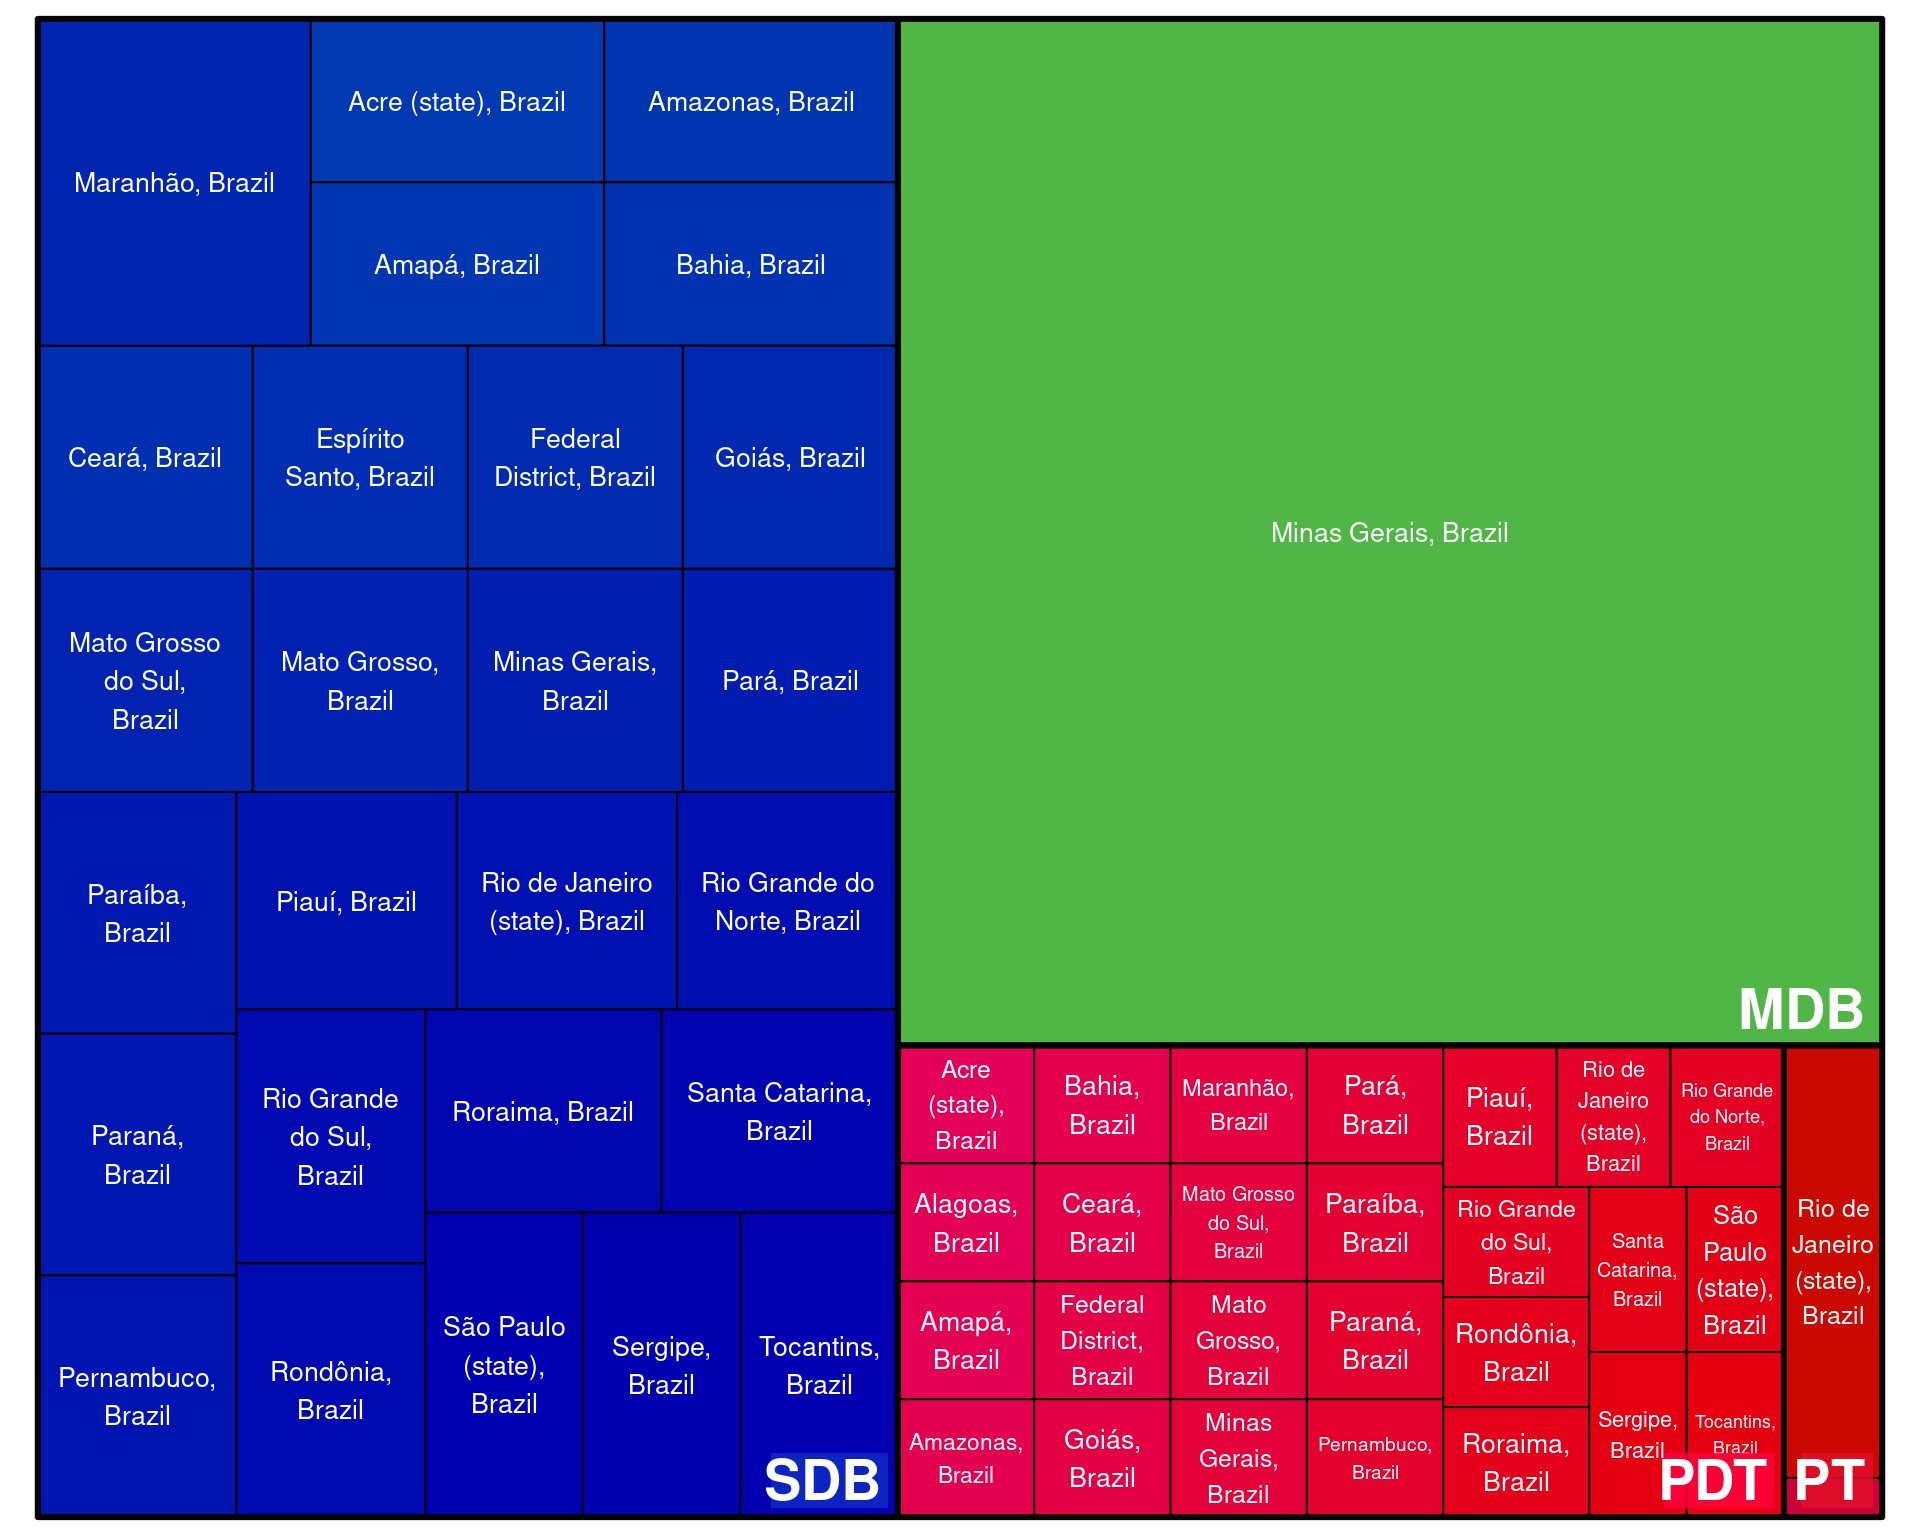 Maranhão, Brazil
Acre (state), Brazil
Amazonas, Brazil
Amapá, Brazil
Bahia, Brazil
Ceará, Brazil
Espírito
Santo, Brazil
Federal
District, Brazil
Goiás, Brazil
Mato Grosso
do Sul,
Brazil
Mato Grosso,
Brazil
Minas Gerais,
Brazil
Pará, Brazil
Paraíba,
Brazil
Piauí, Brazil
Rio de Janeiro
(state), Brazil
Rio Grande do
Norte, Brazil
Paraná,
Brazil
Rio Grande
do Sul,
Brazil
Roraima, Brazil
Santa Catarina,
Brazil
Pernambuco,
Brazil
Rondônia,
Brazil
São Paulo
(state),
Brazil
Sergipe,
Brazil
Tocantins,
Brazil
SDB
Minas Gerais, Brazil
MDB
Acre
(state),
Brazil
Bahia,
Brazil
Maranhão,
Brazil
Pará,
Brazil
Alagoas,
Brazil
Ceará,
Brazil
Mato Grosso
do Sul,
Brazil
Paraíba,
Brazil
Amapá,
Brazil
Federal
District,
Brazil
Mato
Grosso,
Brazil
Paraná,
Brazil
Amazonas,
Brazil
Goiás,
Brazil
Minas
Gerais,
Brazil
Pernambuco,
Brazil
Piauí,
Brazil
Rio de
Janeiro
(state),
Brazil
Rio Grande
do Norte,
Brazil
Rio Grande
do Sul,
Brazil
Rondônia,
Brazil
Roraima,
Brazil
Santa
Catarina,
Brazil
São
Paulo
(state),
Brazil
Sergipe,
Brazil
Tocantins,
Brazil
PDT
Rio de
Janeiro
(state),
Brazil
PT